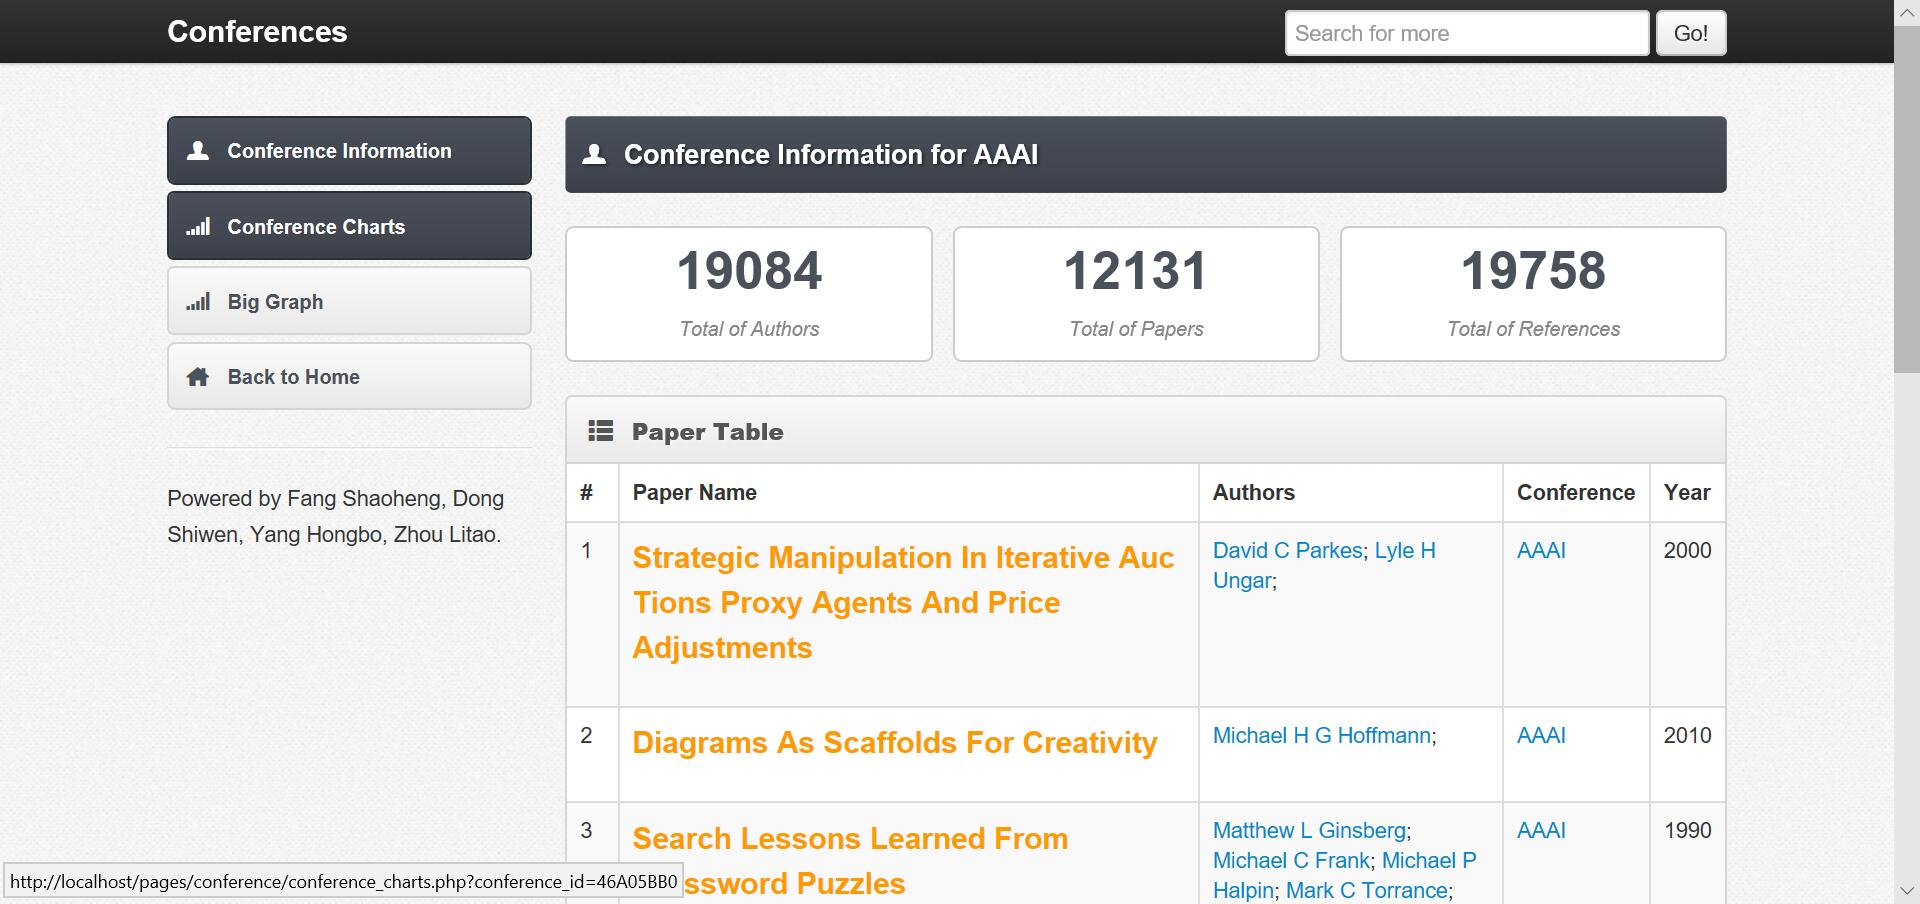 Conferences
Search for more
Go!
Conference Information
Conference Charts
Big Graph
Back to Home
Powered by Fang Shaoheng, Dong
Shiwen, Yang Hongbo, Zhou Litao.
Conference Information for AAAI
19084
Total of Authors
12131
Total of Papers
19758
Total of References
Paper Table
# Paper Name Authors Conference Year
1 Strategic Manipulation In Iterative Auc David C Parkes; Lyle H AAAI 2000
Tions Proxy Agents And Price Ungar;
Adjustments
2 Diagrams As Scaffolds For Creativity Michael H G Hoffmann; AAAI 2010
3 Search Lessons Learned From Matthew L Ginsberg; AAAI 1990
ssword Puzzles Michael C Frank; Michael P
Halpin; Mark C Torrance;
http://localhost/pages/conference/conference_charts.php?conference_id=46A05BB0